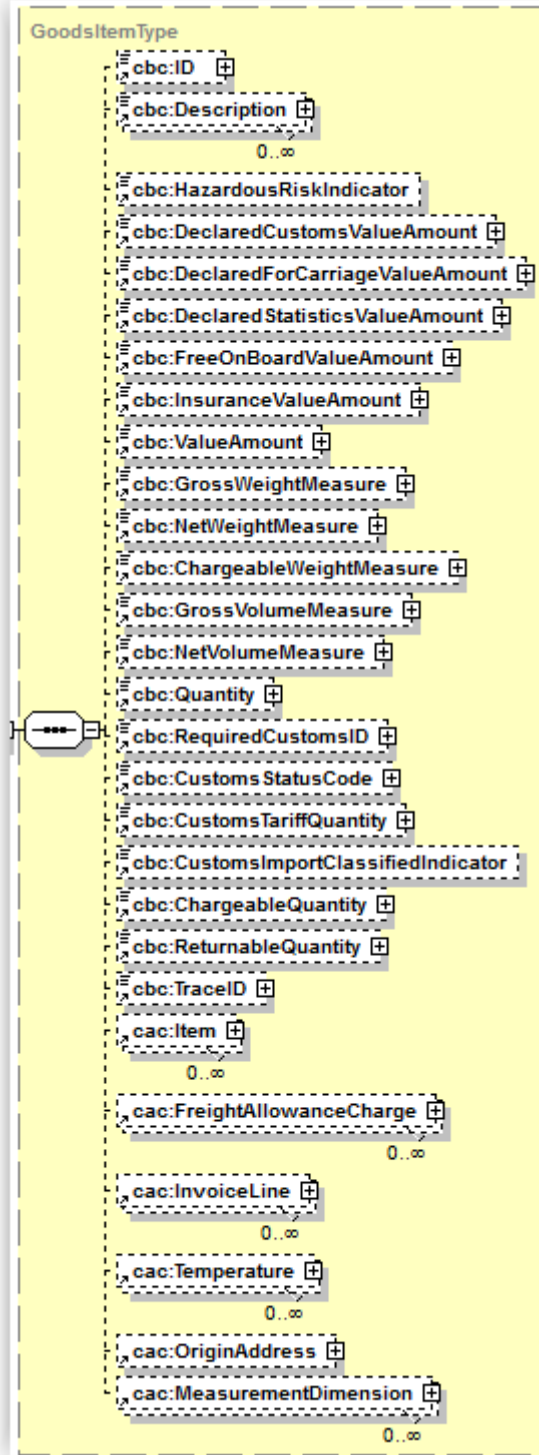 GoodsItemType
cbc:ID
cbc:Description
0..∞
cbc:HazardousRiskIndicator
cbc:DeclaredCustomsValueAmount
cbc:DeclaredForCarriageValueAmount
cbc:DeclaredStatisticsValueAmount
cbc:FreeOnBoardValueAmount
cbc:InsuranceValueAmount
cbc:ValueAmount
cbc:GrossWeightMeasure
cbc:NetWeightMeasure
cbc:ChargeableWeightMeasure
cbc:GrossVolumeMeasure
cbc:NetVolumeMeasure
cbc:Quantity
cbc:RequiredCustomsID
cbc:CustomsStatusCode
cbc:CustomsTariffQuantity
cbc:CustomsImportClassifiedIndicator
cbc:ChargeableQuantity
cbc:ReturnableQuantity
cbc:TraceID
cac:Item
0..∞
cac:FreightAllowanceCharge
0..∞
cac:InvoiceLine
0..∞
cac:Temperature
0..∞
cac:OriginAddress
cac:MeasurementDimension
0..∞